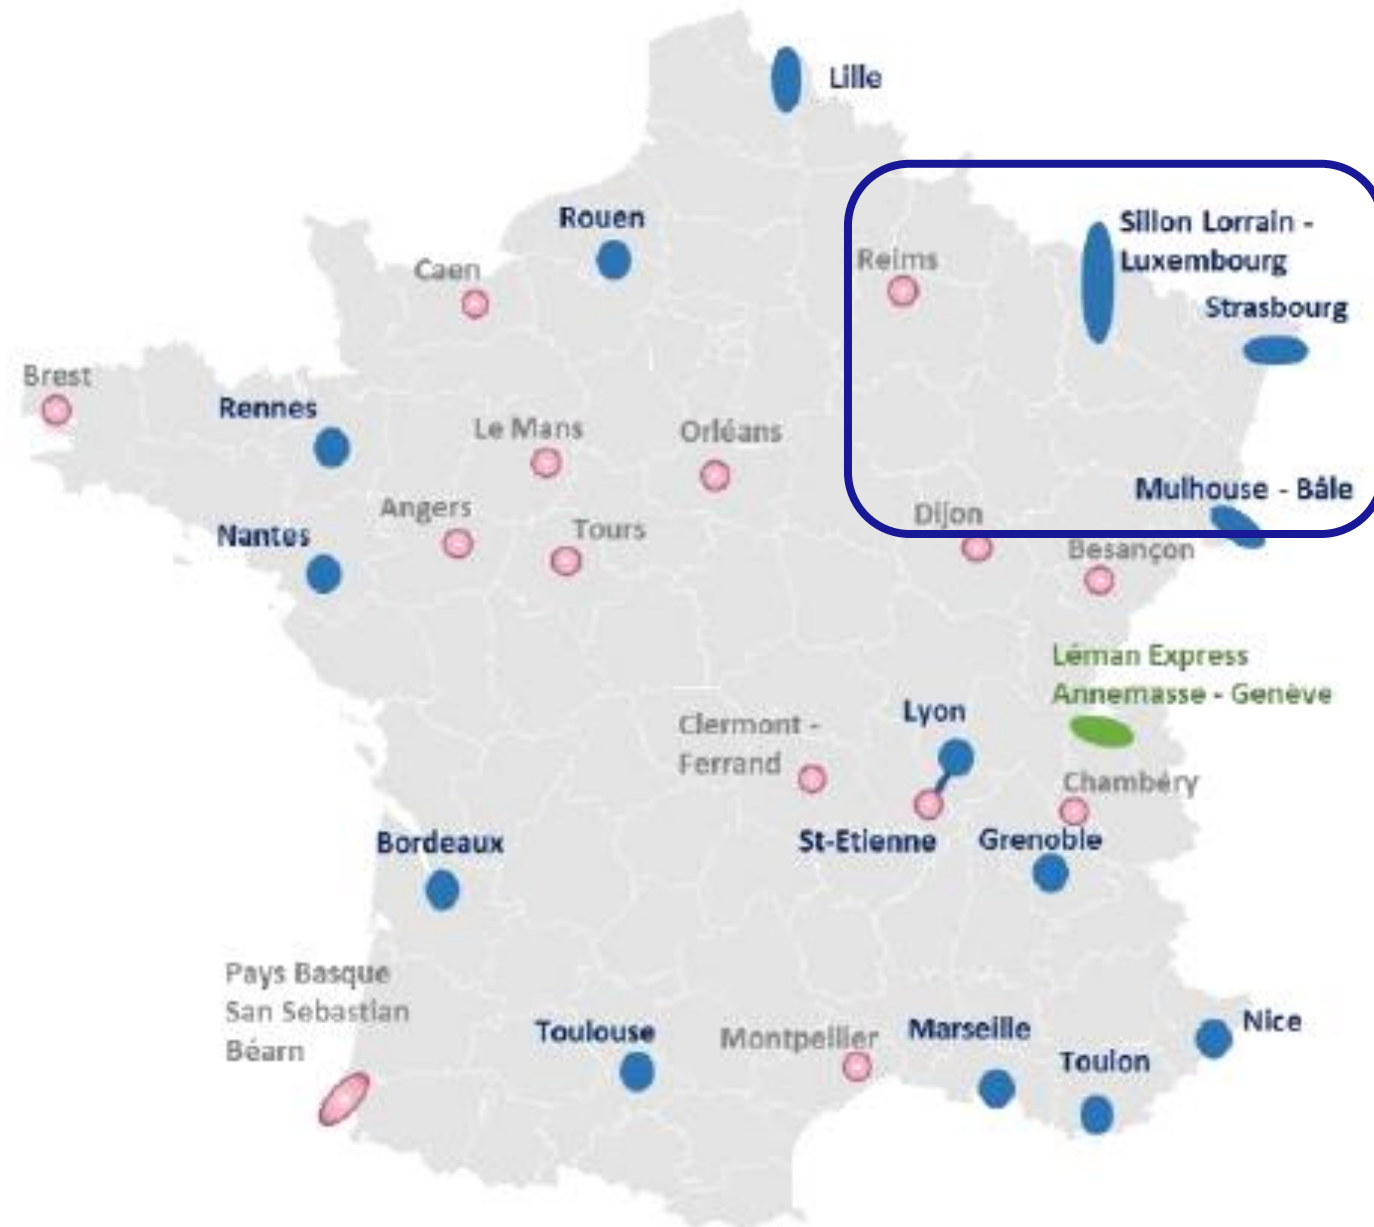 Lille
Rouen
Caen
Reims
Sillon Lorrain -
Luxembourg
Strasbourg
Brest
Rennes
Le Mans
Orléans
Mulhouse - Bâle
Angers
Tours
Dijon
Nantes
Besançon
Léman Express
Annemasse - Genève
Lyon
Clermont -
Ferrand
Chambéry
Bordeaux
St-Etienne
Grenoble
Pays Basque
San Sebastian
Béarn
Toulouse
Montpellier
Marseille
Nice
Toulon